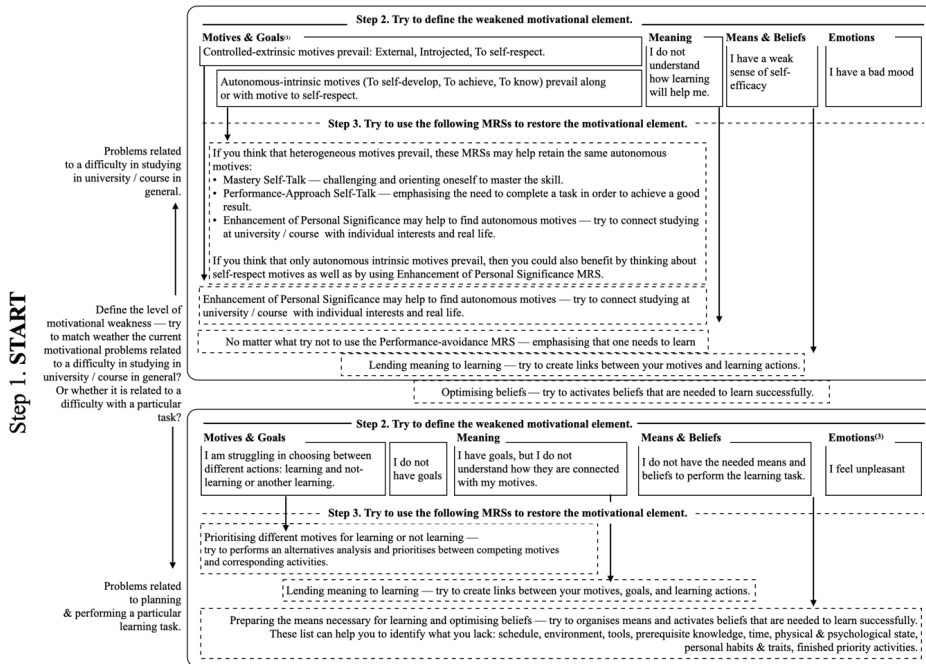 Step 1. START
Problems related
to a difficulty in studying
in university / course in
general.
Define the level of
motivational weakness — try
to match weather the current
motivational problems related
to a difficulty in studying in
university / course in general?
Or whether it is related to a
difficulty with a particular
task?
Problems related
to planning
& performing a particular
learning task.
Step 2. Try to define the weakened motivational element.
Motives & Goals(1)
Controlled-extrinsic motives prevail: External, Introjected, To self-respect.
Autonomous-intrinsic motives (To self-develop, To achieve, To know) prevail along
or with motive to self-respect.
Meaning
I do not
understand
how learning
will help me.
Means & Beliefs
I have a weak
sense of self-
efficacy
Emotions
I have a bad mood
Step 3. Try to use the following MRSs to restore the motivational element.
If you think that heterogeneous motives prevail, these MRSs may help retain the same autonomous
motives:
• Mastery Self-Talk — challenging and orienting oneself to master the skill.
• Performance-Approach Self-Talk — emphasising the need to complete a task in order to achieve a good
result.
• Enhancement of Personal Significance may help to find autonomous motives — try to connect studying
at university / course with individual interests and real life.
If you think that only autonomous intrinsic motives prevail, then you could also benefit by thinking about
self-respect motives as well as by using Enhancement of Personal Significance MRS.
Enhancement of Personal Significance may help to find autonomous motives — try to connect studying at
university / course with individual interests and real life.
No matter what try not to use the Performance-avoidance MRS — emphasising that one needs to learn
Lending meaning to learning — try to create links between your motives and learning actions.
Optimising beliefs — try to activates beliefs that are needed to learn successfully.
Step 2. Try to define the weakened motivational element.
Motives & Goals
I am struggling in choosing between
different actions: learning and not-
learning or another learning.
I do not
have goals
Meaning
I have goals, but I do not
understand how they are connected
with my motives.
Means & Beliefs
I do not have the needed means and
beliefs to perform the learning task.
Emotions(3)
I feel unpleasant
Step 3. Try to use the following MRSs to restore the motivational element.
Prioritising different motives for learning or not learning —
try to performs an alternatives analysis and prioritises between competing motives
and corresponding activities.
Lending meaning to learning — try to create links between your motives, goals, and learning actions.
Preparing the means necessary for learning and optimising beliefs — try to organises means and activates beliefs that are needed to learn successfully.
These list can help you to identify what you lack: schedule, environment, tools, prerequisite knowledge, time, physical & psychological state,
personal habits & traits, finished priority activities.